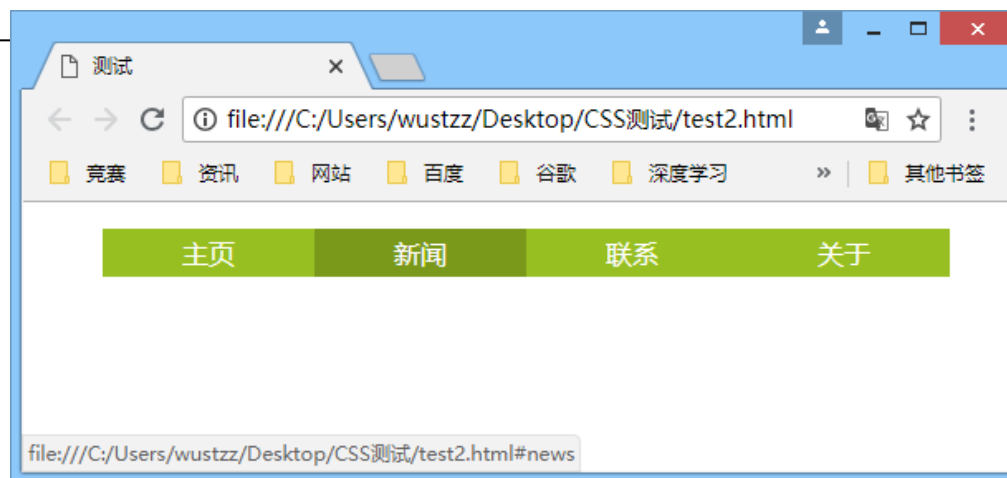 测试
file:///C:/Users/wustzz/Desktop/CSS测试/test2.html
竞赛 资讯 网站 百度 谷歌 深度学习 » 其他书签
主页 新闻 联系 关于
file:///C:/Users/wustzz/Desktop/CSS测试/test2.html#news